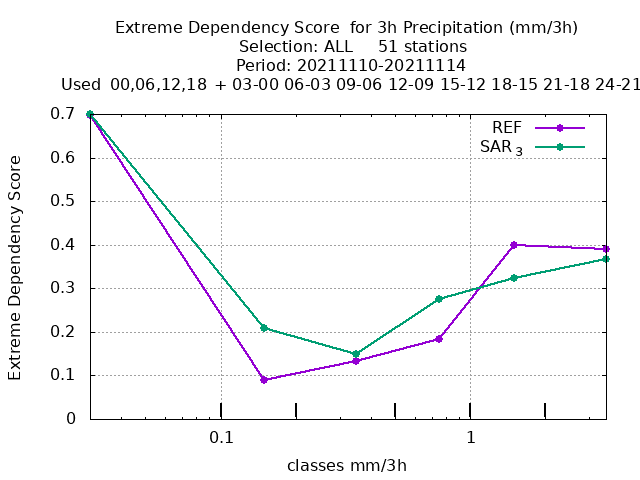 Extreme Dependency Score  for 3h Precipitation (mm/3h)
Selection: ALL     51 stations
Period: 20211110-20211114
Used  00,06,12,18  + 03-00 06-03 09-06 12-09 15-12 18-15 21-18 24-21
REF
SAR 3
0.7
0.6
0.5
0.4
0.3
0.2
0.1
0
Extreme Dependency Score
0.1 1
classes mm/3h